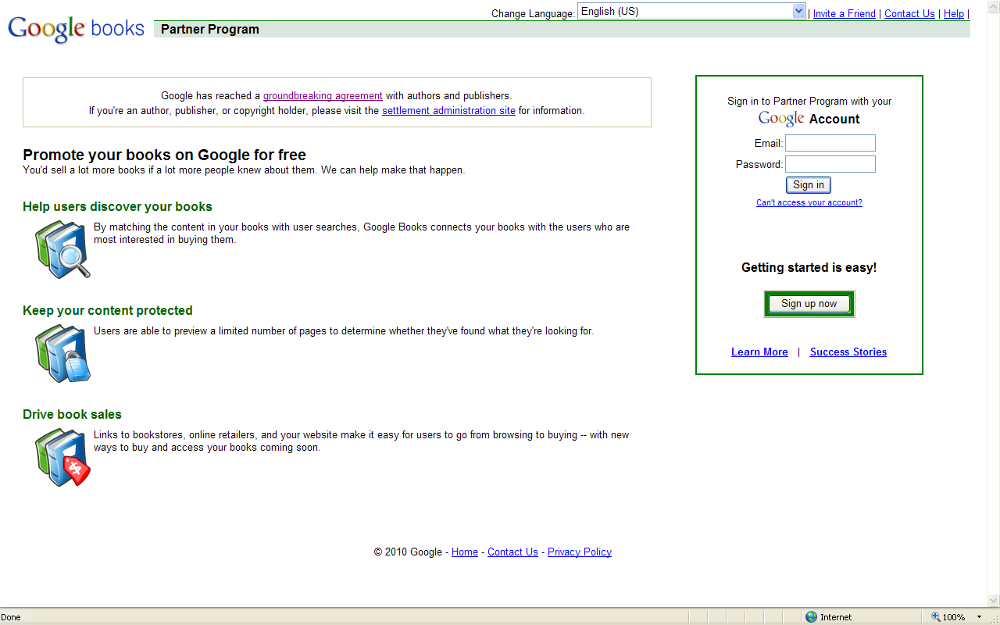 Change Language: English (US) | Invite a Friend | Contact Us | Help |
Google books Partner Program
Google has reached a groundbreaking agreement with authors and publishers.
If you're an author, publisher, or copyright holder, please visit the settlement administration site for information.
Promote your books on Google for free
You'd sell a lot more books if a lot more people knew about them. We can help make that happen.
Help users discover your books
By matching the content in your books with user searches, Google Books connects your books with the users who are
most interested in buying them.
Keep your content protected
Users are able to preview a limited number of pages to determine whether they've found what they're looking for.
Drive book sales
$
Links to bookstores, online retailers, and your website make it easy for users to go from browsing to buying -- with new
ways to buy and access your books coming soon.
Sign in to Partner Program with your
Google Account
Email:
Password:
Sign in
Can't access your account?
Getting started is easy!
Sign up now
Learn More | Success Stories
© 2010 Google - Home - Contact Us - Privacy Policy
Done Internet 100%